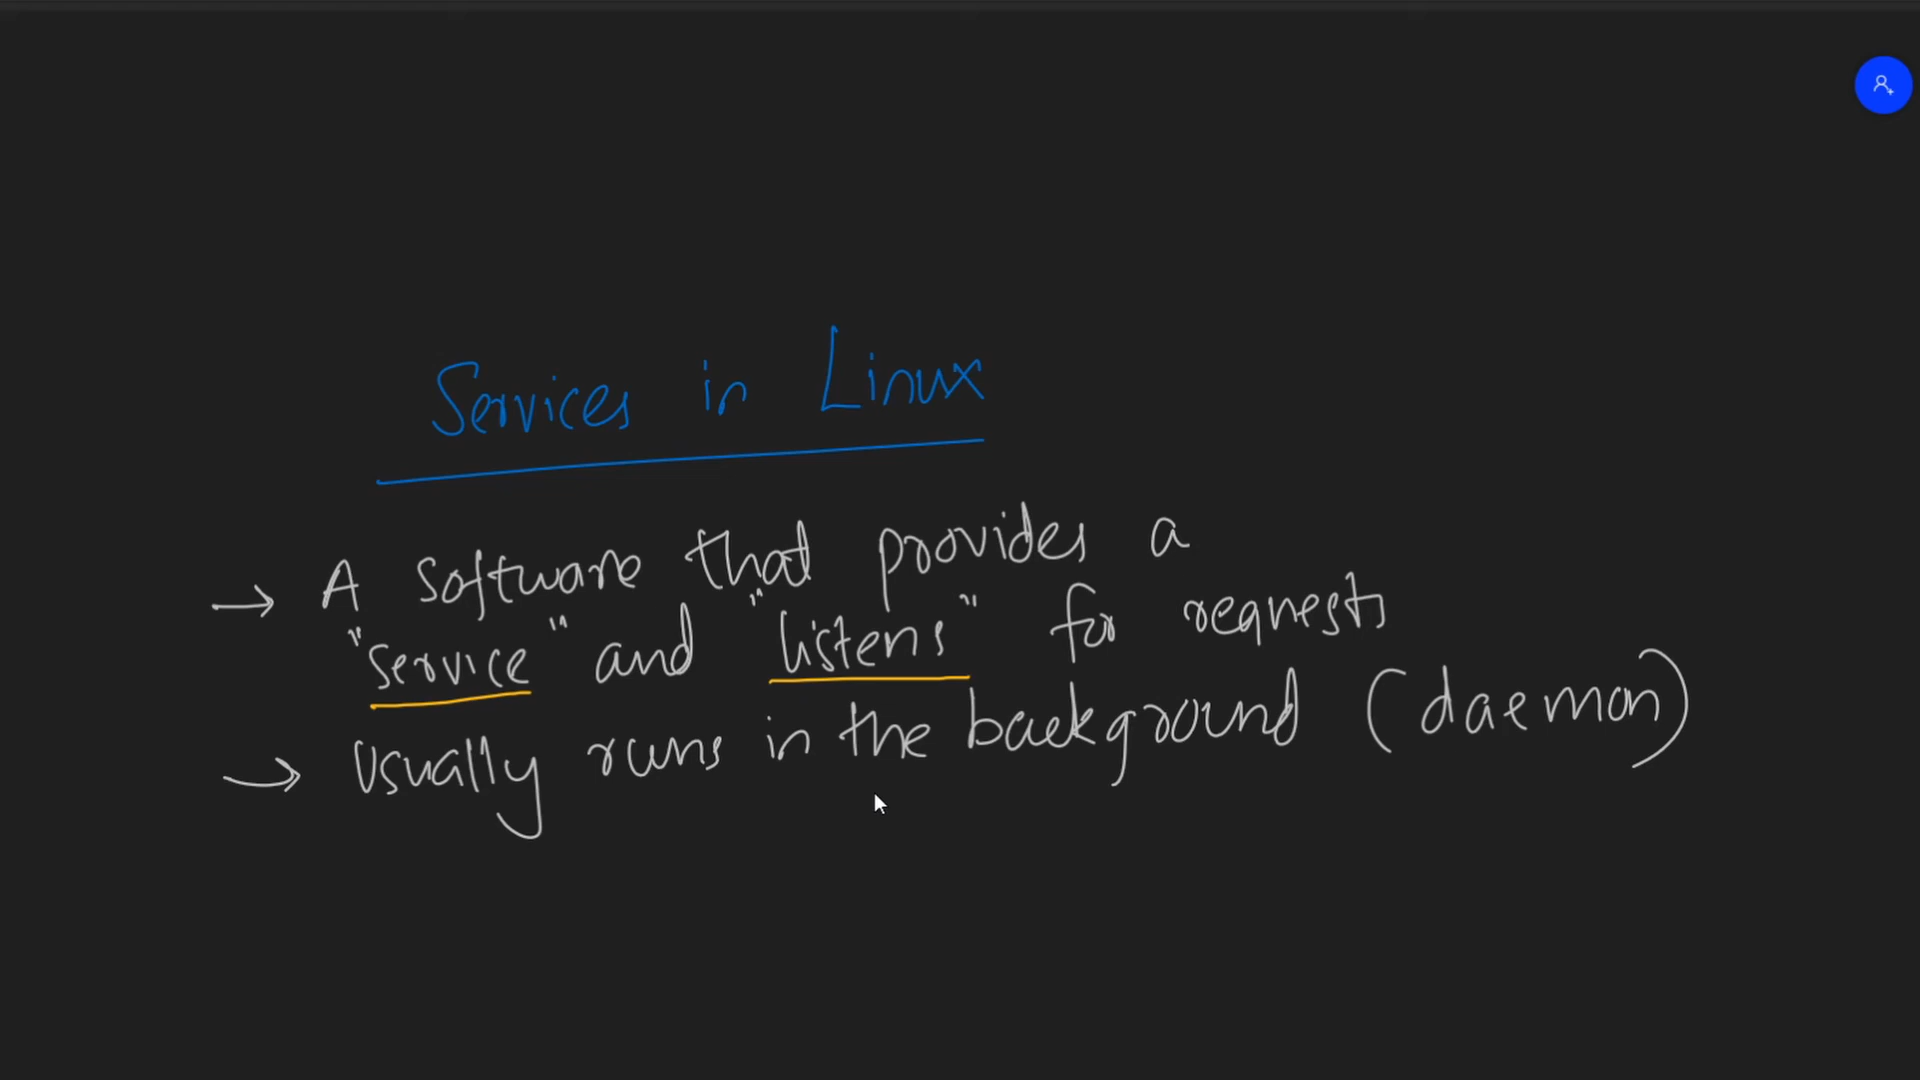 Services in Linux
→ A software that provides a
"service" and "listens" for requests
→ Usually runs in the background (daemon)